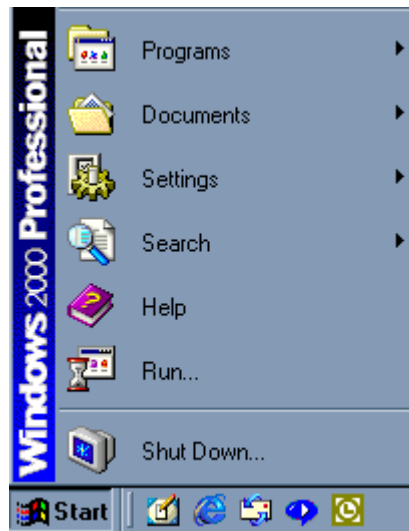 Windows 2000 Professional
Programs
Documents
Settings
Search
Help
Run...
Shut Down...
Start